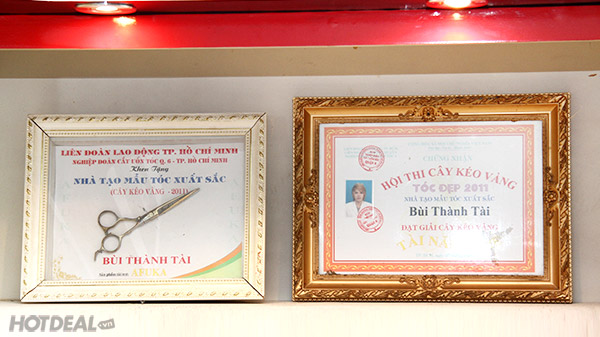 LIÊN ĐOÀN LAO ĐỘNG TP. HỒ CHÍ MINH
NGHIỆP ĐOÀN CẮT UỐN TÓC Q. 6 - TP. HỒ CHÍ MINH
Khen Tặng
NHÀ TẠO MẪU TÓC XUẤT SẮC
(CÂY KÉO VÀNG - 2011)
BÙI THÀNH TÀI
AFUKA
CHỨNG NHẬN
HỘI THI CÂY KÉO VÀNG
TÓC ĐẸP 2011
NHÀ TẠO MẪU TÓC XUẤT SẮC
Bùi Thành Tài
ĐẠT GIẢI CÂY KÉO VÀNG
TÀI NĂ
HOTDEAL.vn